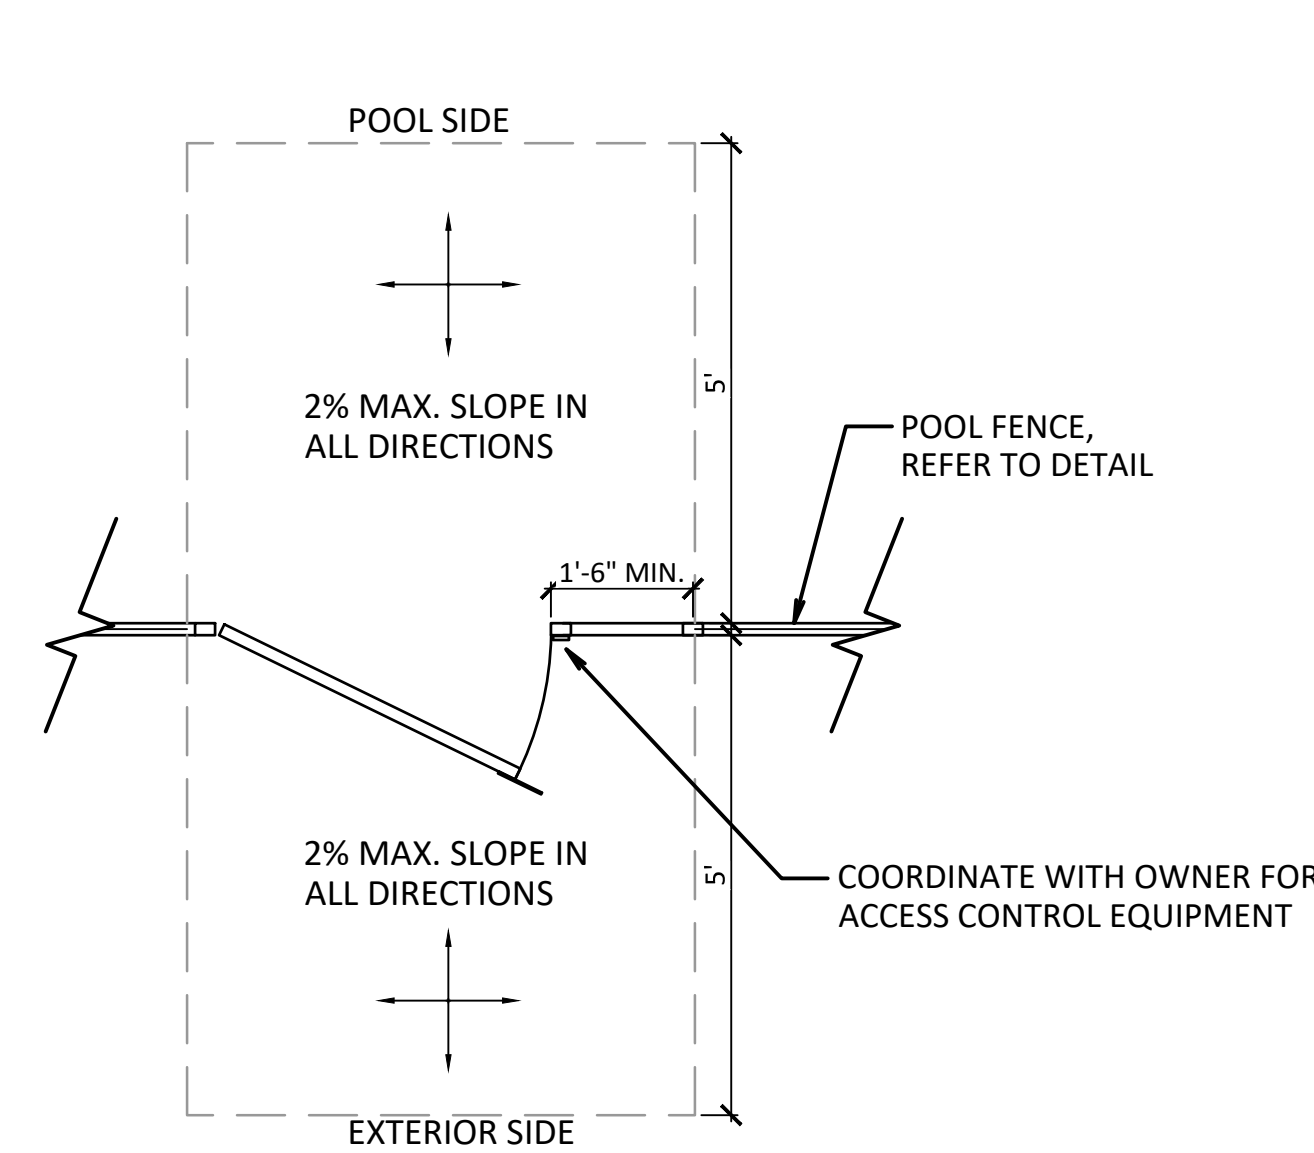 POOL SIDE
5'
2% MAX. SLOPE IN
ALL DIRECTIONS
POOL FENCE,
REFER TO DETAIL
1'-6" MIN.
2% MAX. SLOPE IN
ALL DIRECTIONS
5'
COORDINATE WITH OWNER FOR
ACCESS CONTROL EQUIPMENT
EXTERIOR SIDE